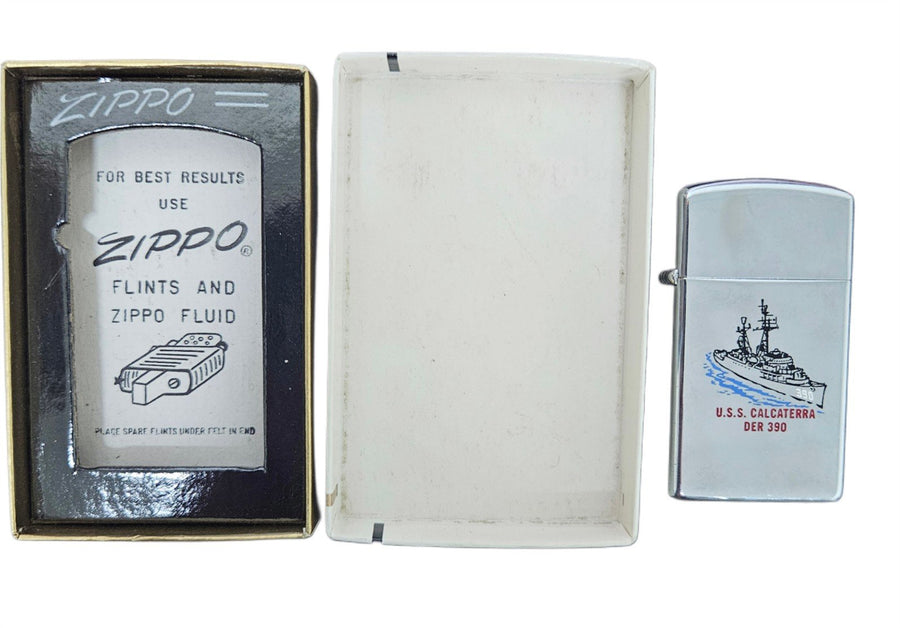 ZIPPO
FOR BEST RESULTS
USE
ZIPPO®
FLINTS AND
ZIPPO FLUID
PLACE SPARE FLINTS UNDER FELT IN END
390
U.S.S. CALCATERRA
DER 390